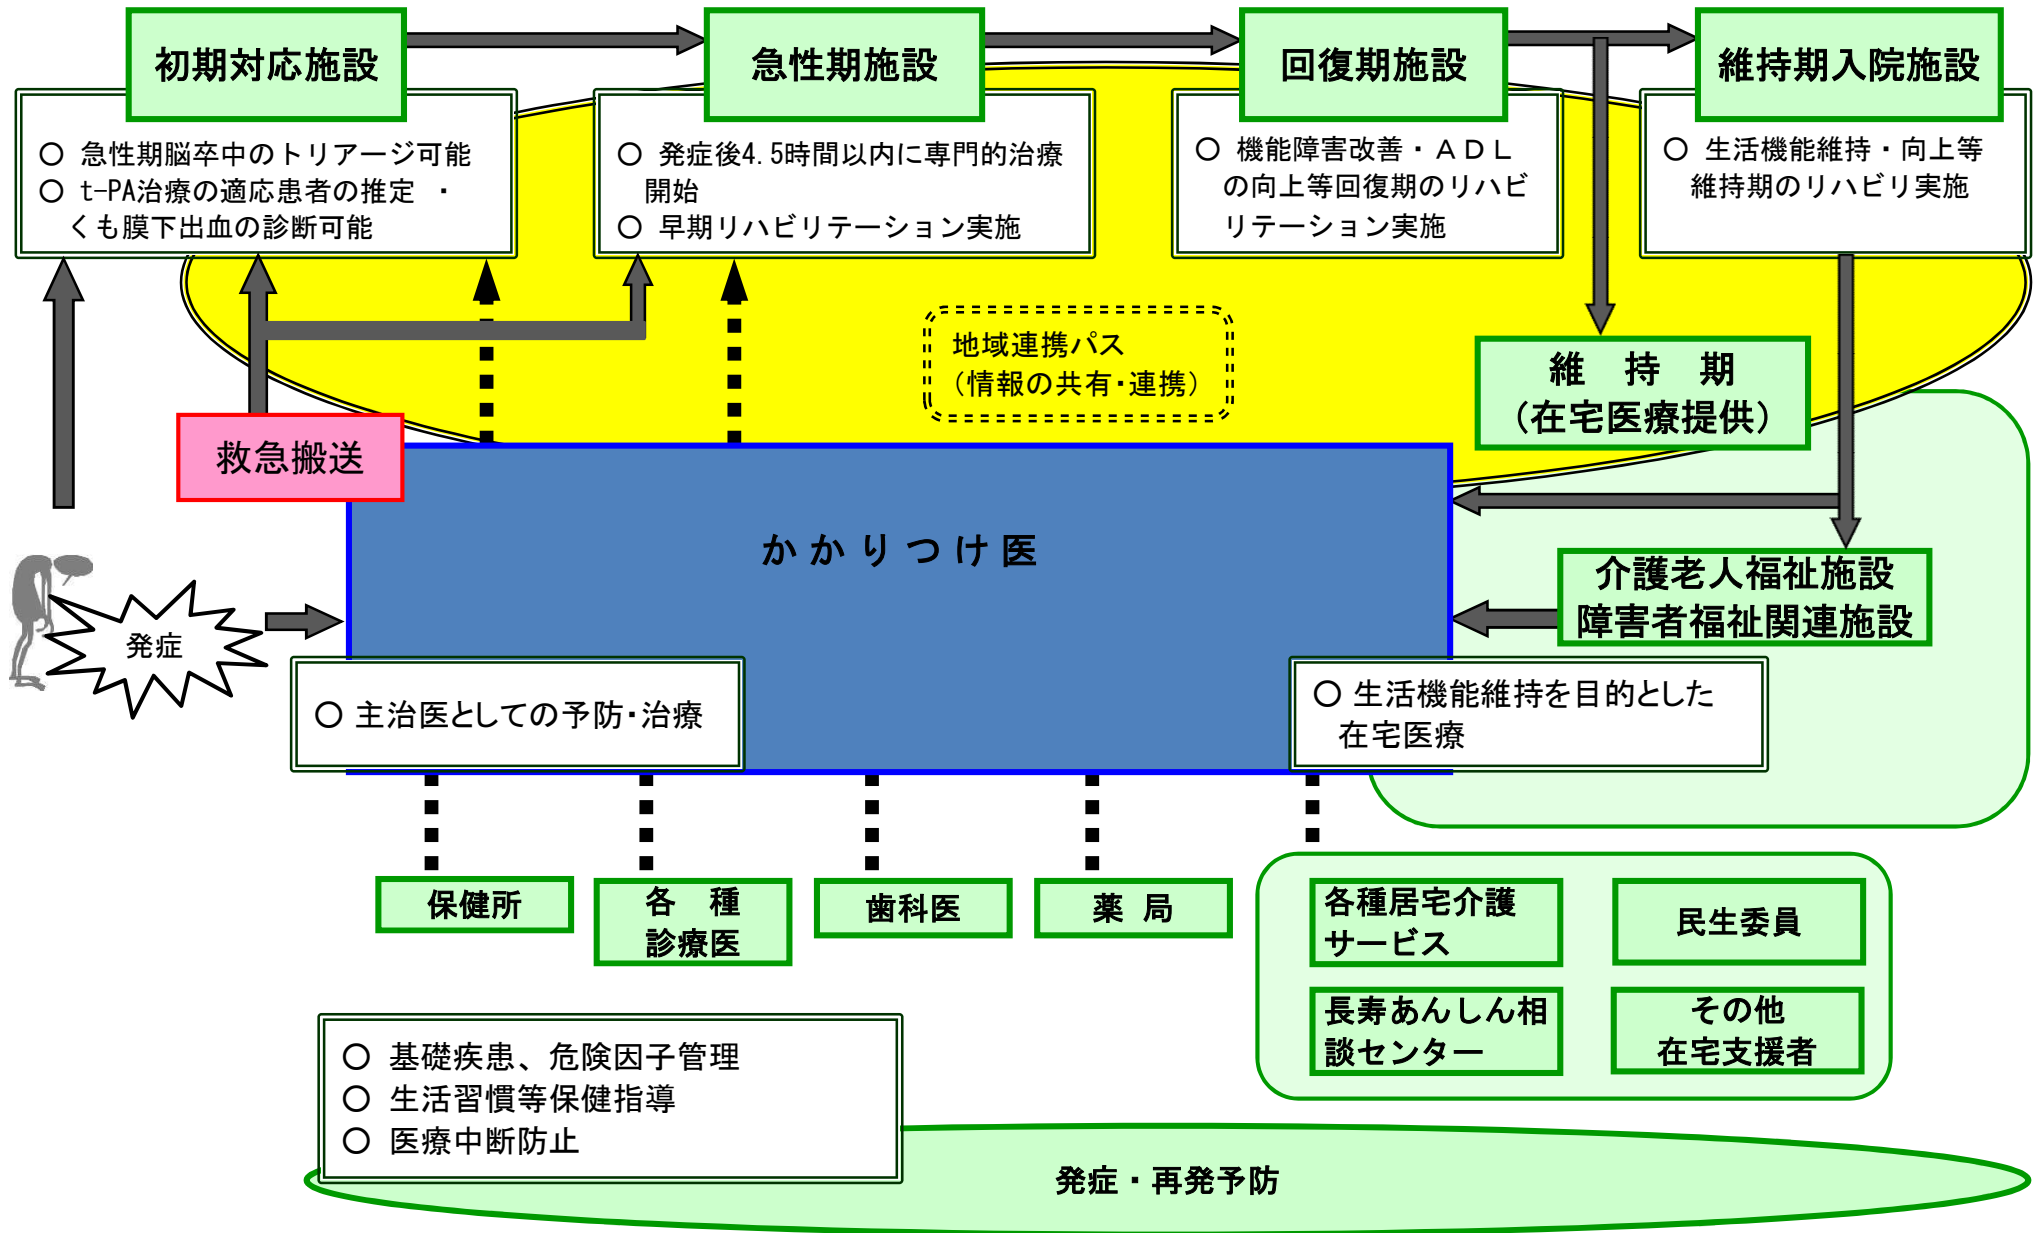 初期対応施設
急性期施設
回復期施設
維持期入院施設
○ 急性期脳卒中のトリアージ可能
○ t-PA治療の適応患者の推定 ・
くも膜下出血の診断可能
○ 発症後4.5時間以内に専門的治療
開始
○ 早期リハビリテーション実施
○ 機能障害改善・ＡＤＬ
の向上等回復期のリハビ
リテーション実施
○ 生活機能維持・向上等
維持期のリハビリ実施
地域連携パス
（情報の共有・連携）
維　持　期
（在宅医療提供）
救急搬送
かかりつけ医
介護老人福祉施設
障害者福祉関連施設
発症
○ 主治医としての予防・治療
○ 生活機能維持を目的とした
在宅医療
保健所
各　種
診療医
歯科医
薬 局
各種居宅介護
サービス
民生委員
長寿あんしん相
談センター
その他
在宅支援者
○ 基礎疾患、危険因子管理
○ 生活習慣等保健指導
○ 医療中断防止
発症・再発予防